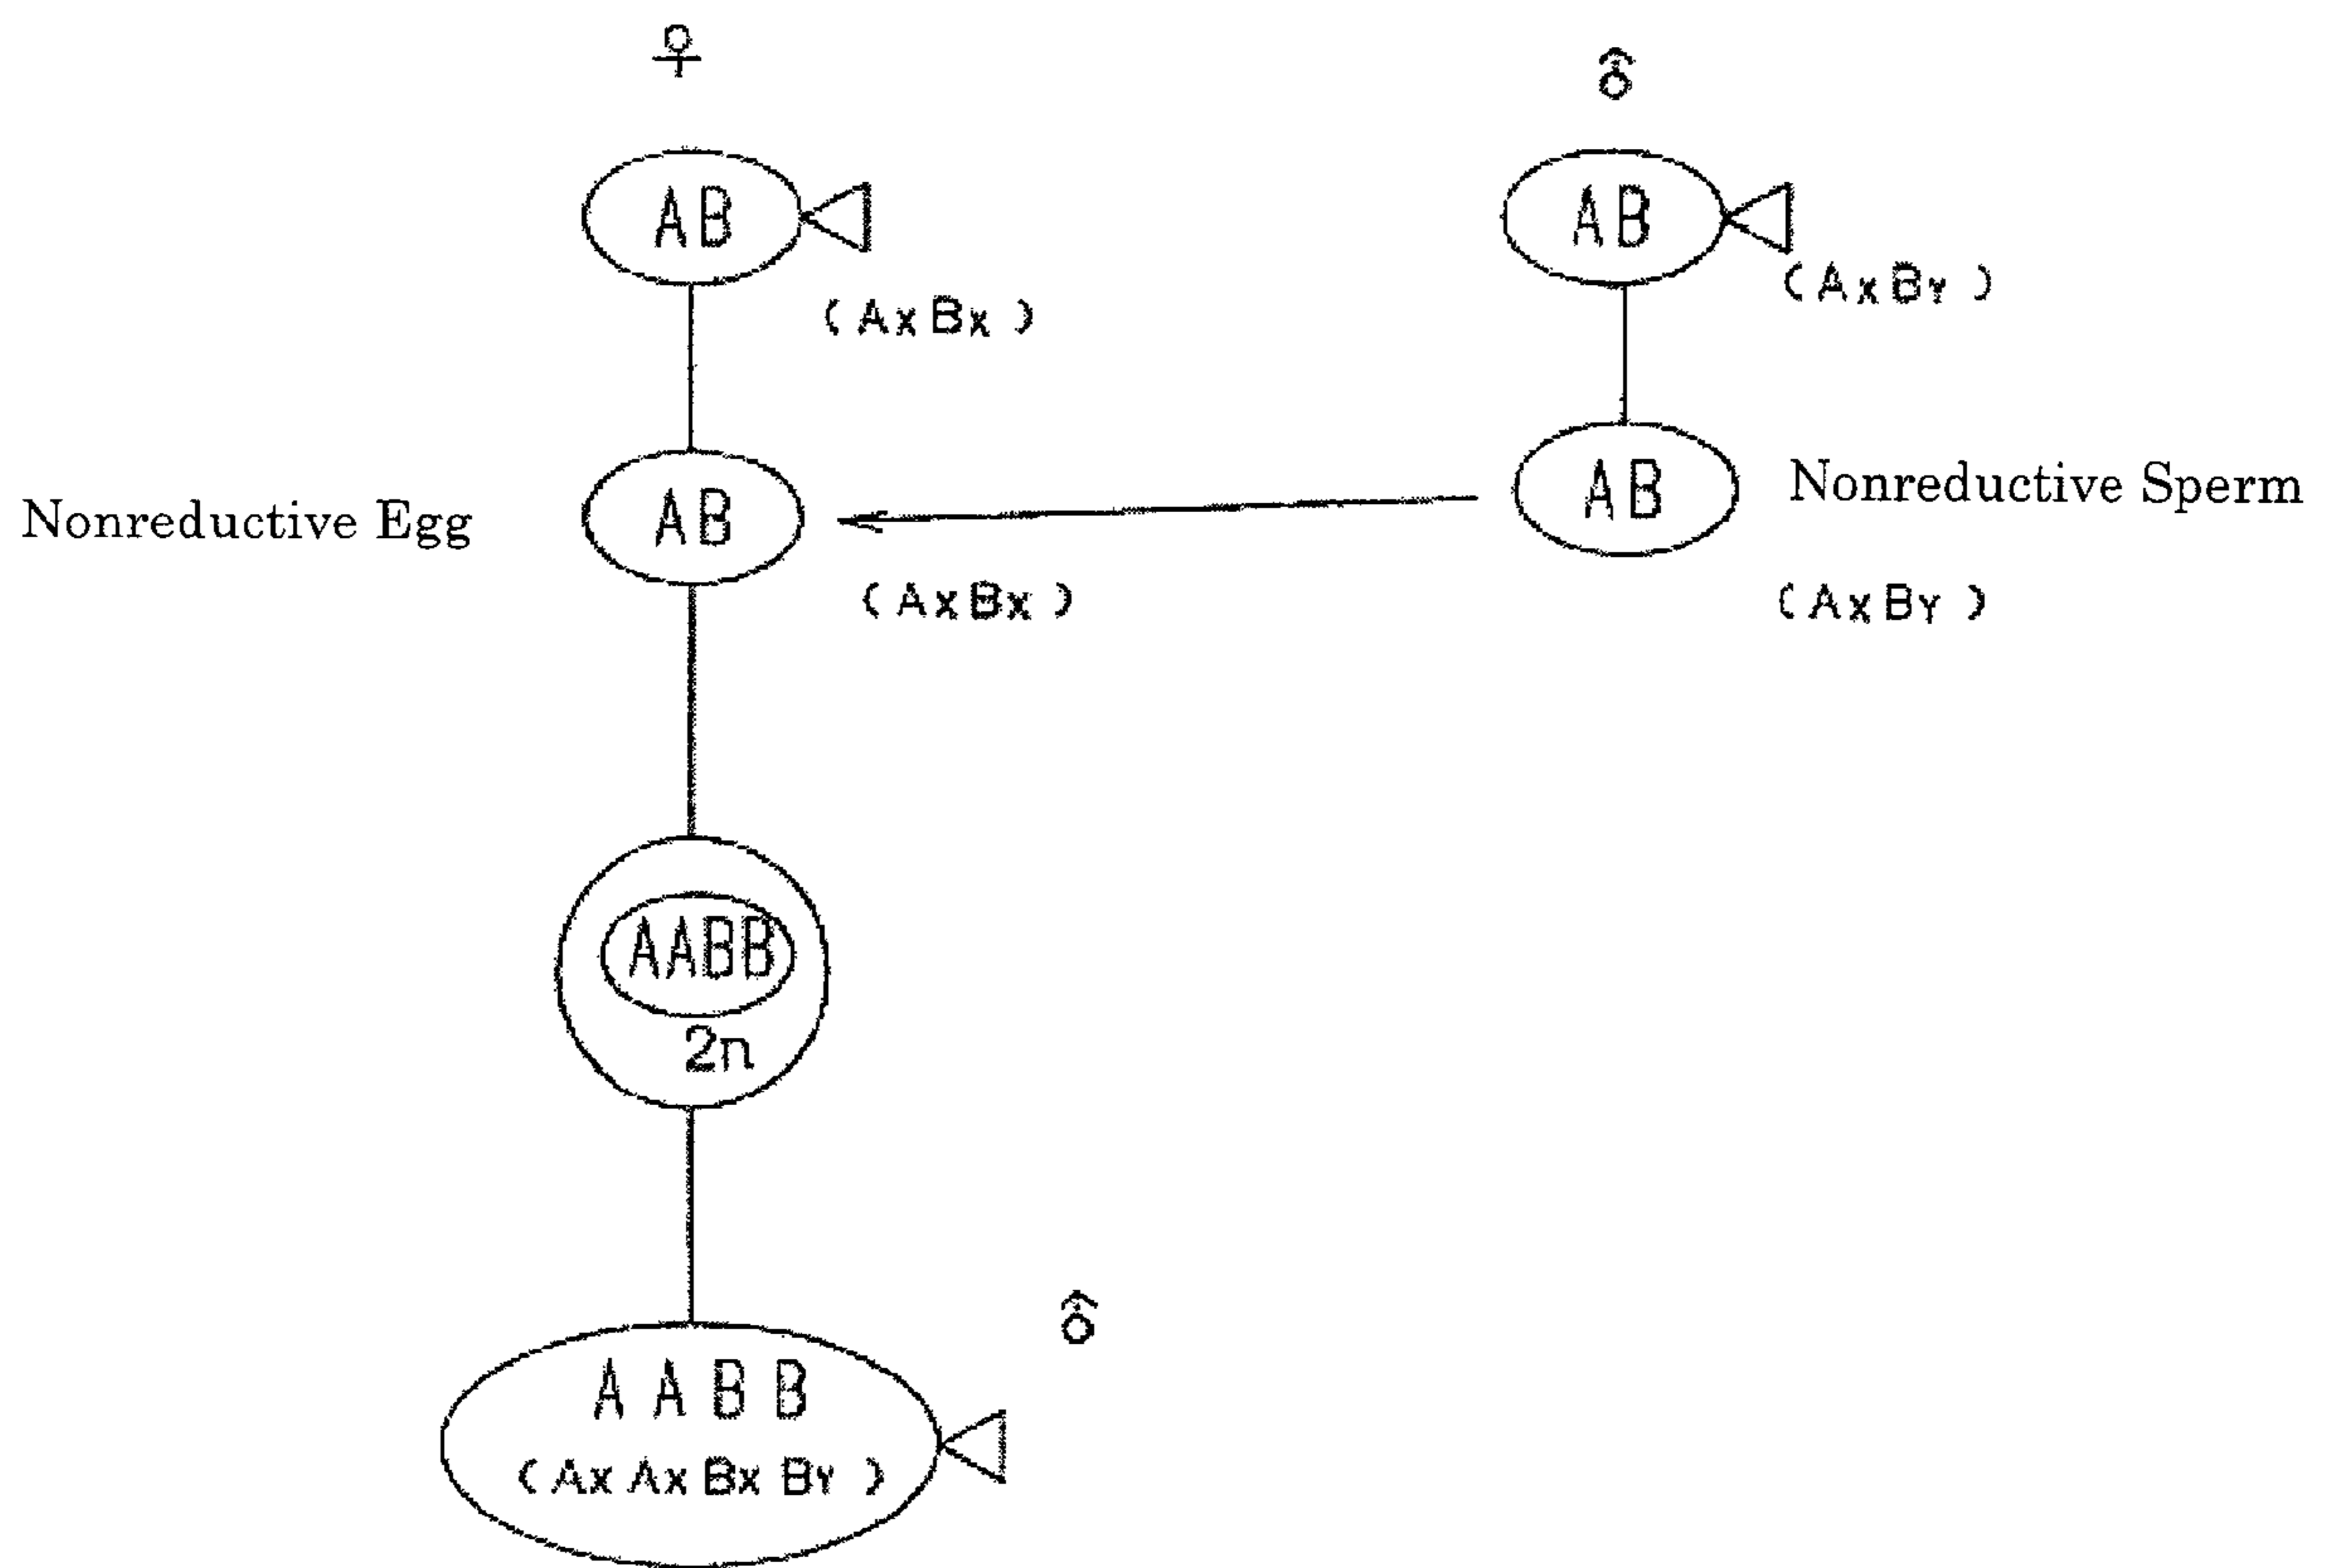 ♀
♂
AB
AB
(AxBx)
(AxBY)
Nonreductive Egg
AB
AB
Nonreductive Sperm
(AxBx)
(AxBY)
AABB
2n
♂
A A B B
(Ax Ax Bx BY)